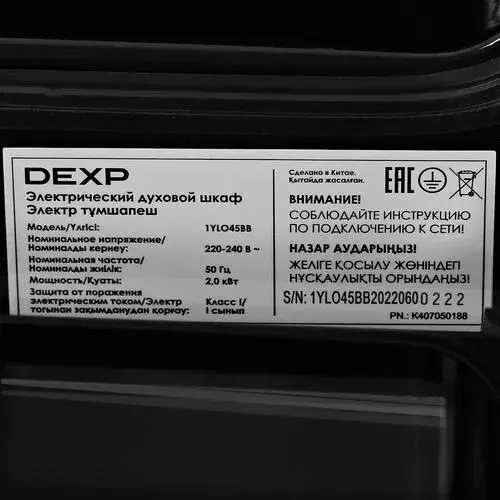 DEXP
Электрический духовой шкаф
Электр тұмшапеш
Модель/Үлгісі: 1YLO45BB
Номинальное напряжение/
Номиналды кернеу: 220-240 В ~
Номинальная частота/
Номиналды жиілік: 50 Гц
Мощность/Қуаты: 2,0 кВт
Защита от поражения
электрическим током/Электр Класс I/
тогынан зақымданудан қорғау: I сынып
Сделано в Китае.
Қытайда жасалған.
EAC
ВНИМАНИЕ!
СОБЛЮДАЙТЕ ИНСТРУКЦИЮ
ПО ПОДКЛЮЧЕНИЮ К СЕТИ!
НАЗАР АУДАРЫҢЫЗ!
ЖЕЛІГЕ ҚОСЫЛУ ЖӨНІНДЕГІ
НҰСҚАУЛЫҚТЫ ОРЫНДАҢЫЗ!
S/N: 1YLO45BB20220600222
PN.: K407050188